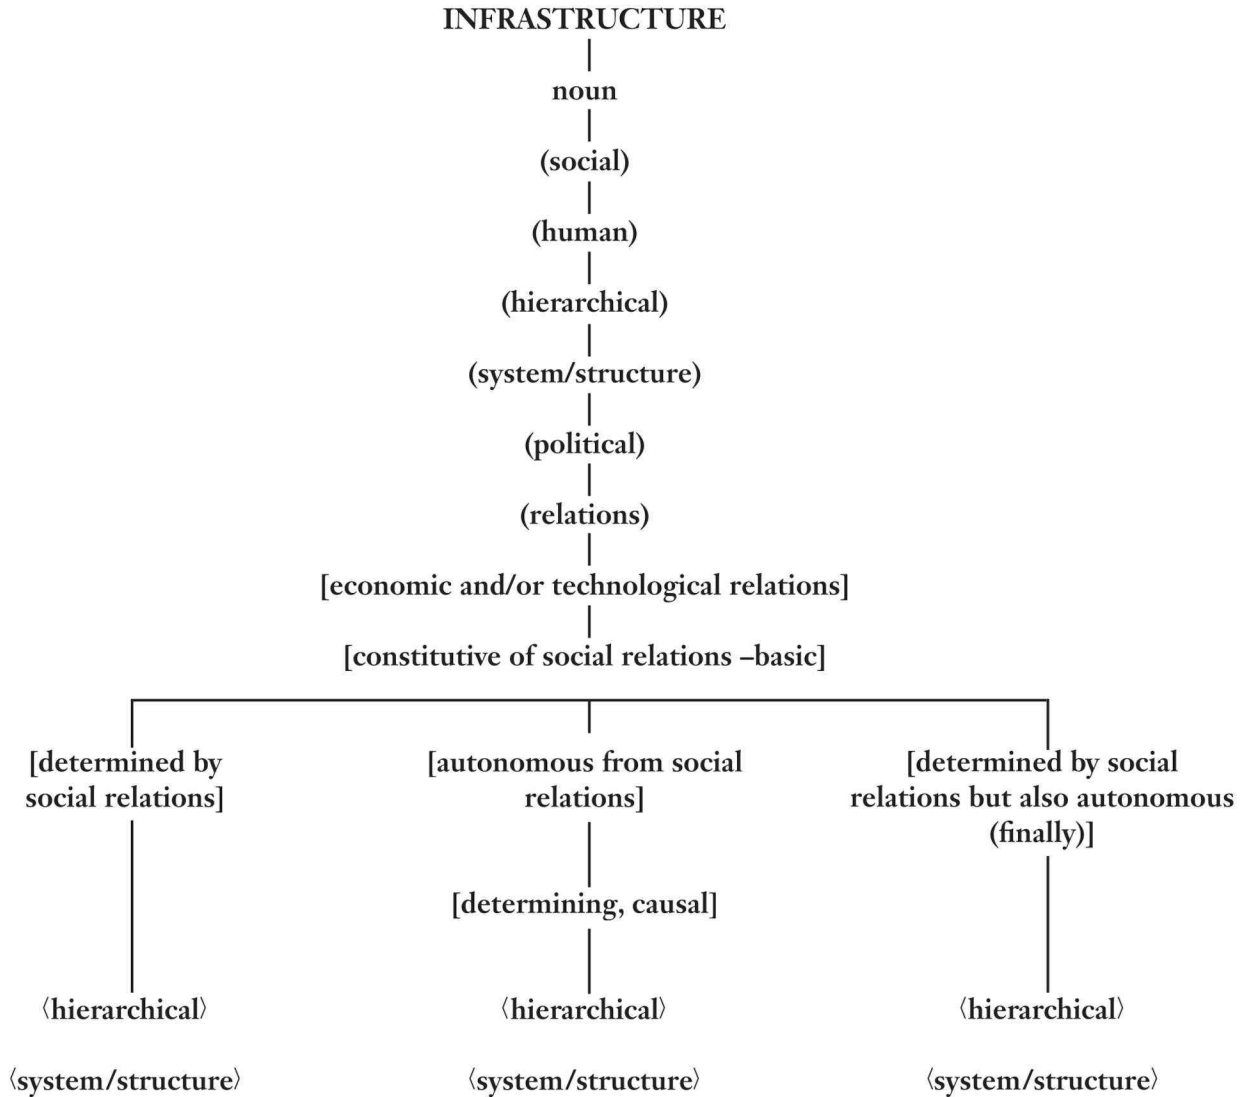 INFRASTRUCTURE
noun
(social)
(human)
(hierarchical)
(system/structure)
(political)
(relations)
[economic and/or technological relations]
[constitutive of social relations –basic]
[determined by
social relations]
[autonomous from social
relations]
[determined by social
relations but also autonomous
(finally)]
[determining, causal]
⟨hierarchical⟩
⟨hierarchical⟩
⟨hierarchical⟩
⟨system/structure⟩
⟨system/structure⟩
⟨system/structure⟩